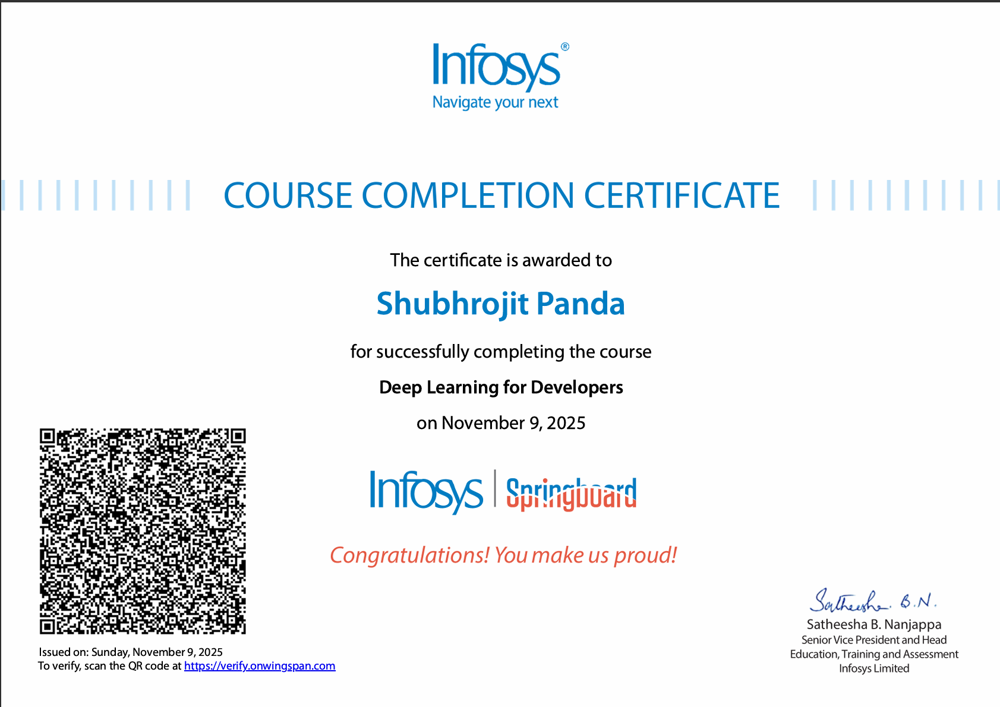 Infosys®
Navigate your next
COURSE COMPLETION CERTIFICATE
The certificate is awarded to
Shubhrojit Panda
for successfully completing the course
Deep Learning for Developers
on November 9, 2025
Infosys | Springboard
Congratulations! You make us proud!
Satheesha B.N.
Satheesha B. Nanjappa
Senior Vice President and Head
Education, Training and Assessment
Infosys Limited
Issued on: Sunday, November 9, 2025
To verify, scan the QR code at https://verify.onwingspan.com